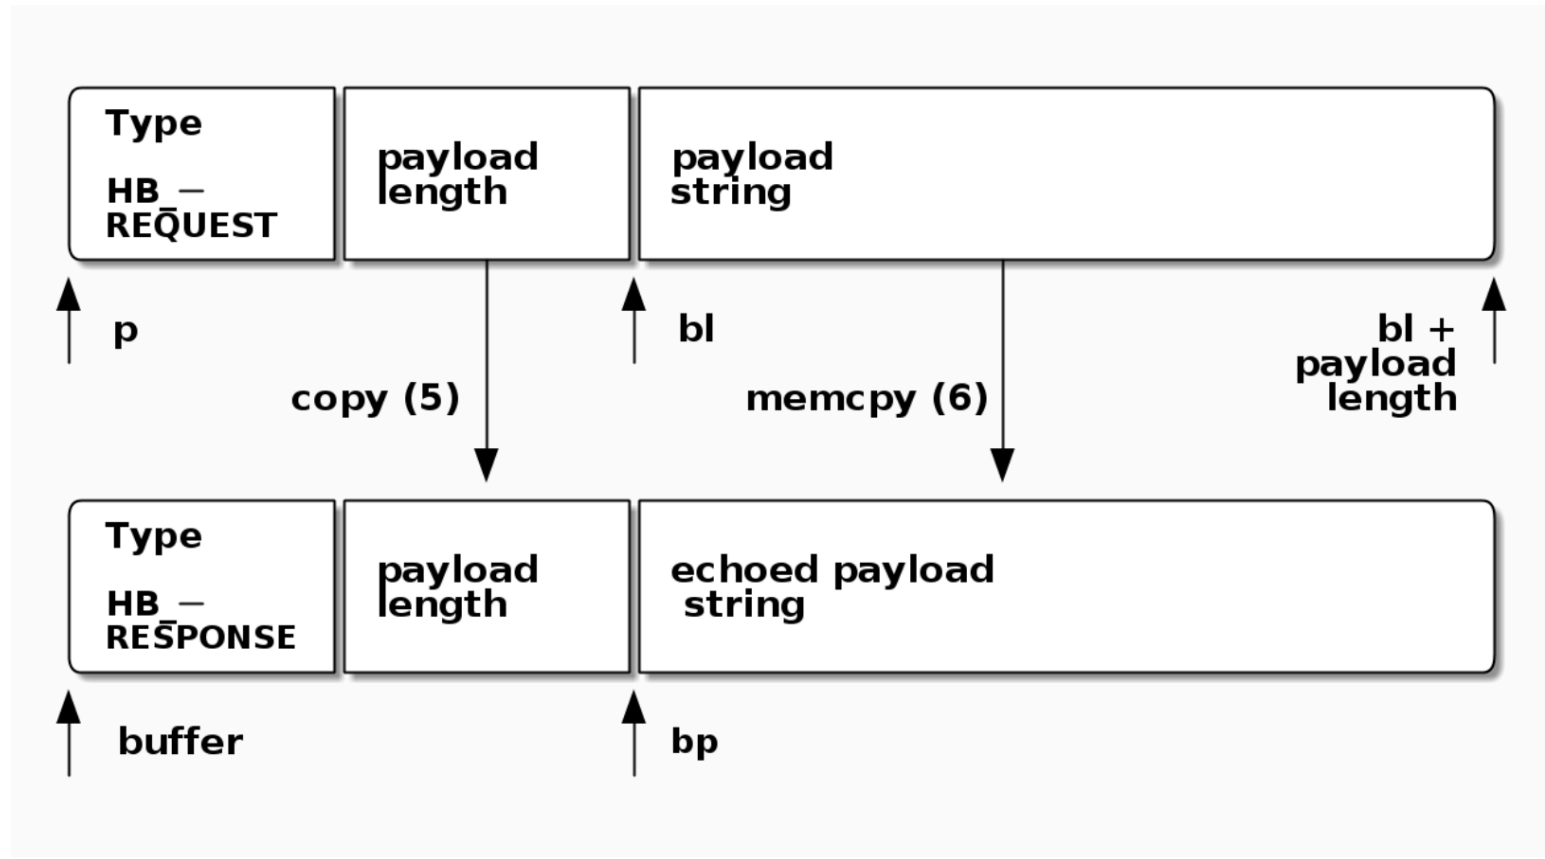 Type
HB_—
REQUEST
payload
length
payload
string
p
bl
bl +
payload
length
copy (5)
memcpy (6)
Type
HB_—
RESPONSE
payload
length
echoed payload
string
buffer
bp